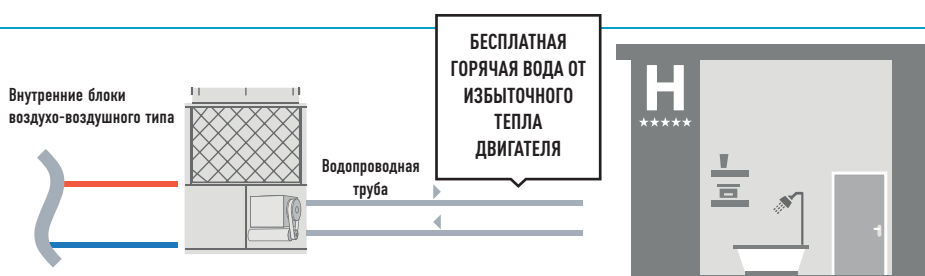 Внутренние блоки
воздухо-воздушного типа
Водопроводная
труба
БЕСПЛАТНАЯ
ГОРЯЧАЯ ВОДА ОТ
ИЗБЫТОЧНОГО
ТЕПЛА
ДВИГАТЕЛЯ
H
★★★★★